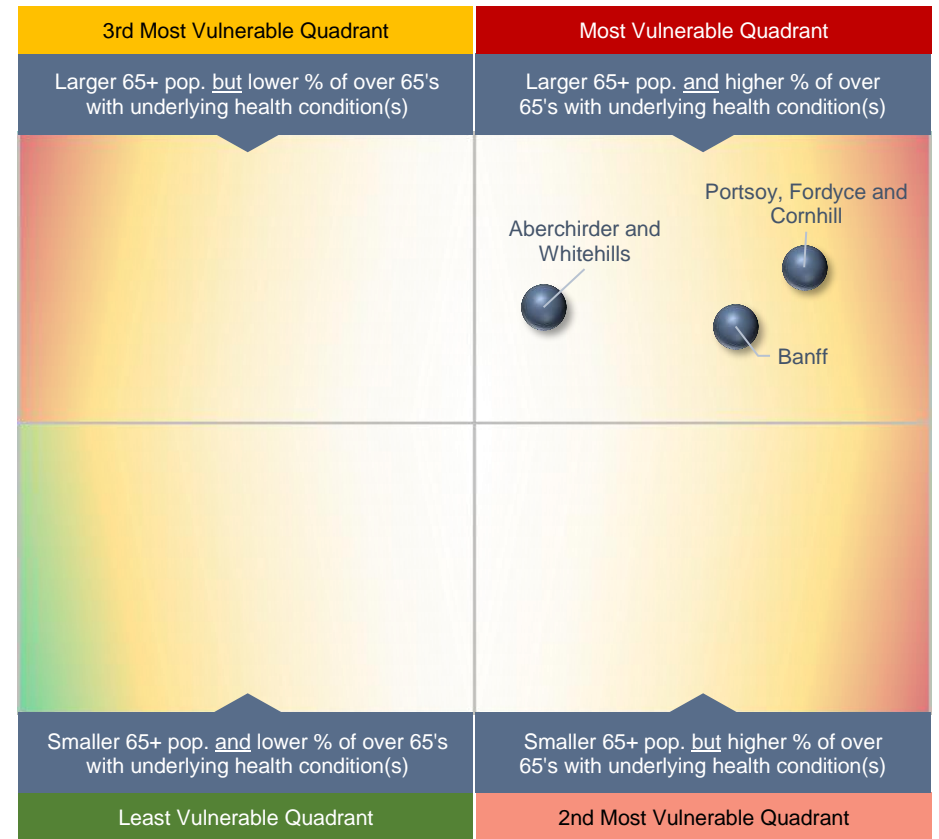 3rd Most Vulnerable Quadrant
Most Vulnerable Quadrant
Larger 65+ pop. but lower % of over 65's
with underlying health condition(s)
Larger 65+ pop. and higher % of over
65's with underlying health condition(s)
Portsoy, Fordyce and
Cornhill
Aberchirder and
Whitehills
Banff
Smaller 65+ pop. and lower % of over 65's
with underlying health condition(s)
Smaller 65+ pop. but higher % of over
65's with underlying health condition(s)
Least Vulnerable Quadrant
2nd Most Vulnerable Quadrant